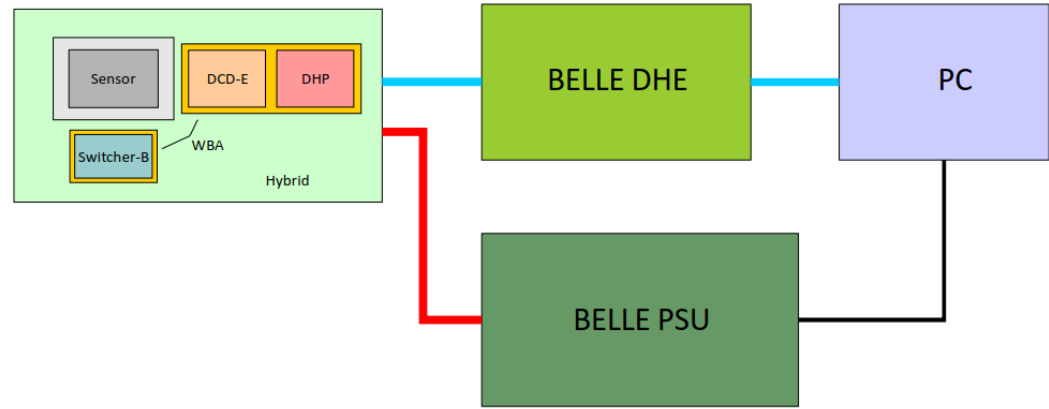 Sensor
DCD-E
DHP
Switcher-B
WBA
Hybrid
BELLE DHE
PC
BELLE PSU